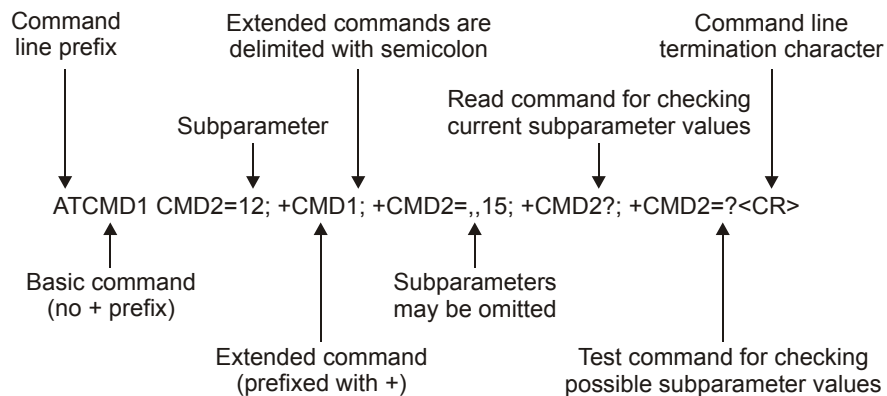 Command
line prefix
Extended commands are
delimited with semicolon
Command line
termination character
Subparameter
Read command for checking
current subparameter values
ATCMD1 CMD2=12; +CMD1; +CMD2=,,15; +CMD2?; +CMD2=?<CR>
Basic command
(no + prefix)
Subparameters
may be omitted
Extended command
(prefixed with +)
Test command for checking
possible subparameter values